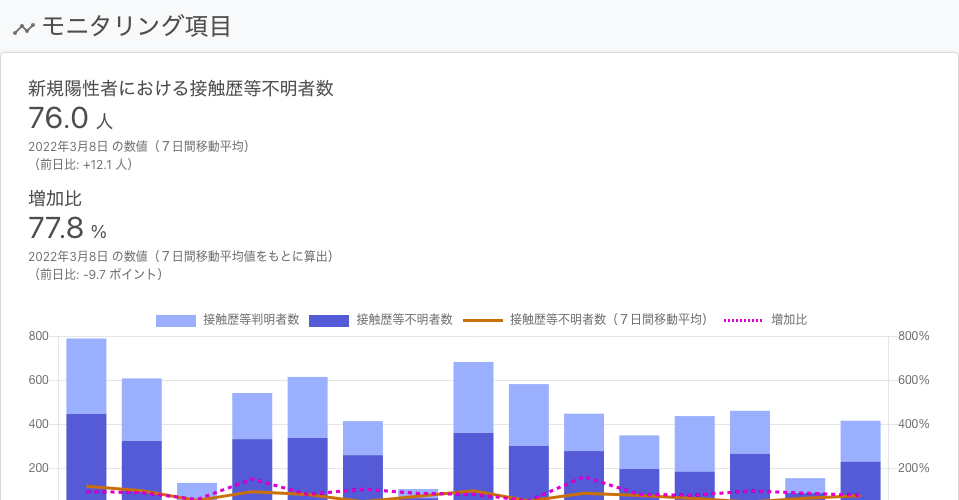 モニタリング項目
新規陽性者における接触歴等不明者数
76.0 人
2022年3月8日 の数値（７日間移動平均）
（前日比: +12.1 人）
増加比
77.8 %
2022年3月8日 の数値（７日間移動平均値をもとに算出）
（前日比: -9.7 ポイント）
接触歴等判明者数 接触歴等不明者数 接触歴等不明者数（７日間移動平均） 増加比
800 800%
600 600%
400 400%
200 200%